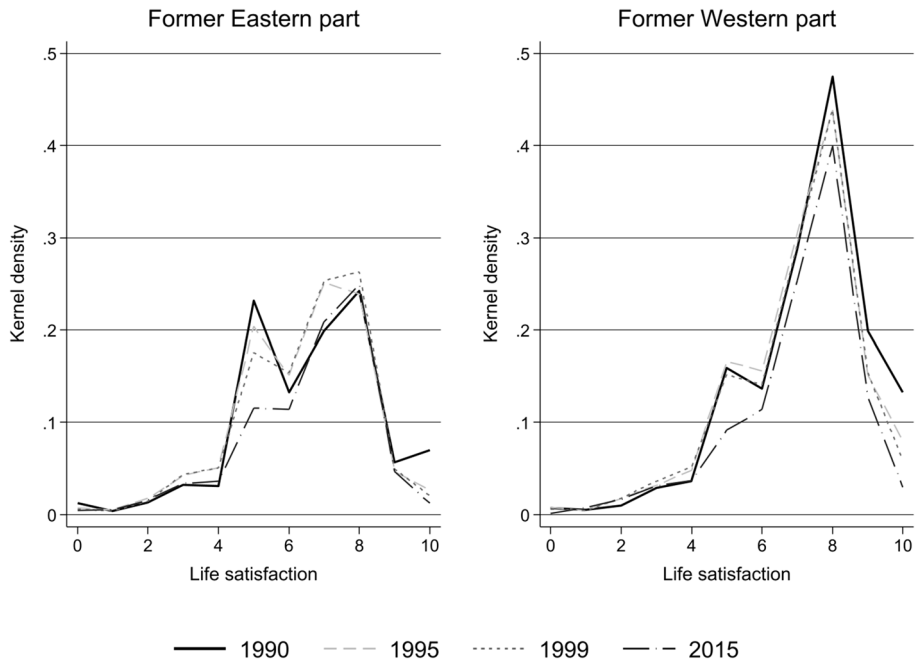 Former Eastern part
Former Western part
.5
.4
.3
.2
.1
0
Kernel density
0 2 4 6 8 10
Life satisfaction
.5
.4
.3
.2
.1
0
Kernel density
0 2 4 6 8 10
Life satisfaction
1990 1995 1999 2015